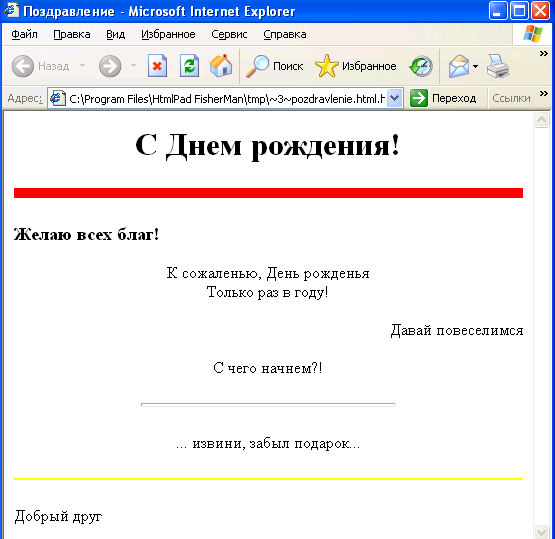 Поздравление - Microsoft Internet Explorer
Файл Правка Вид Избранное Сервис Справка
Назад Поиск Избранное »
Адрес: C:\Program Files\HtmlPad FisherMan\tmp\~3~pozdravlenie.html.h Переход Ссылки »
С Днем рождения!
Желаю всех благ!
К сожаленью, День рожденья
Только раз в году!
Давай повеселимся
С чего начнем?!
... извини, забыл подарок...
Добрый друг